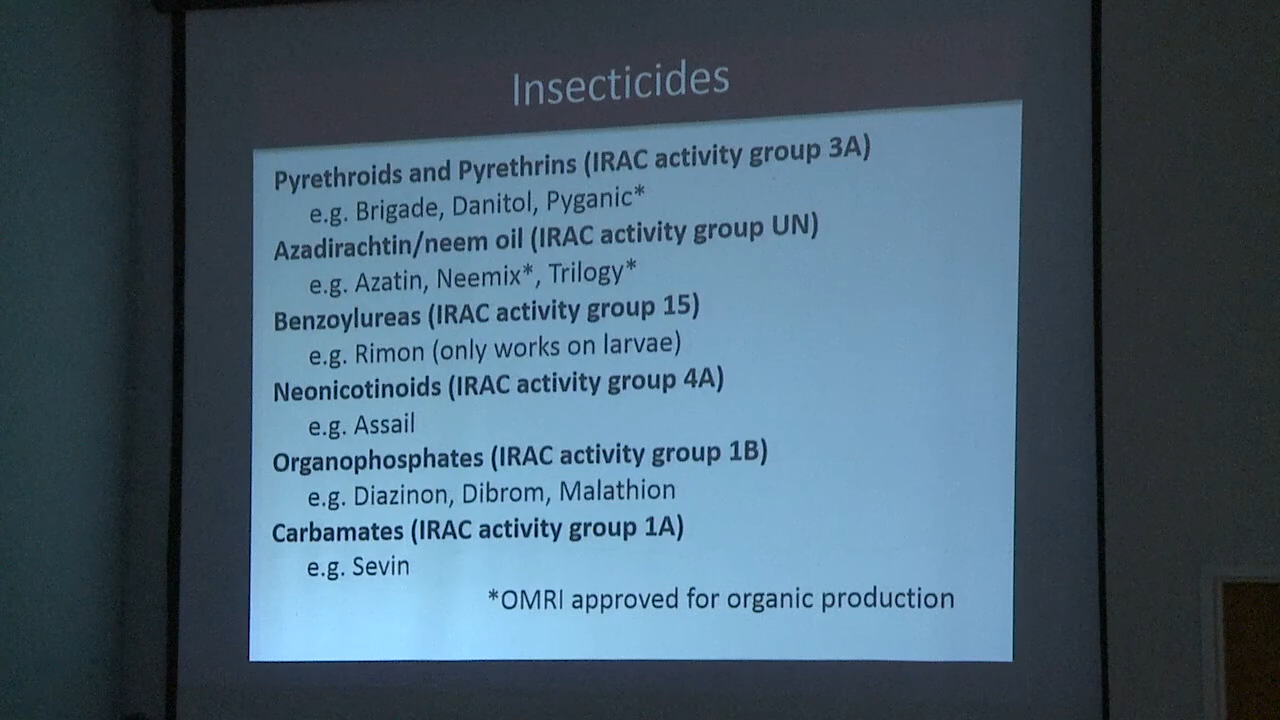 Insecticides
Pyrethroids and Pyrethrins (IRAC activity group 3A)
e.g. Brigade, Danitol, Pyganic*
Azadirachtin/neem oil (IRAC activity group UN)
e.g. Azatin, Neemix*, Trilogy*
Benzoylureas (IRAC activity group 15)
e.g. Rimon (only works on larvae)
Neonicotinoids (IRAC activity group 4A)
e.g. Assail
Organophosphates (IRAC activity group 1B)
e.g. Diazinon, Dibrom, Malathion
Carbamates (IRAC activity group 1A)
e.g. Sevin
*OMRI approved for organic production